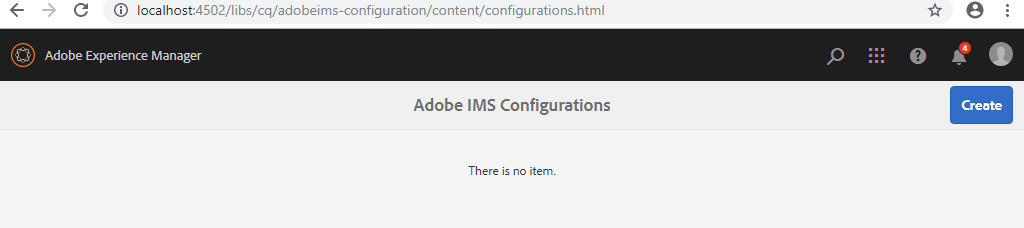 localhost:4502/libs/cq/adobeims-configuration/content/configurations.html
Adobe Experience Manager
4
Adobe IMS Configurations
Create
There is no item.